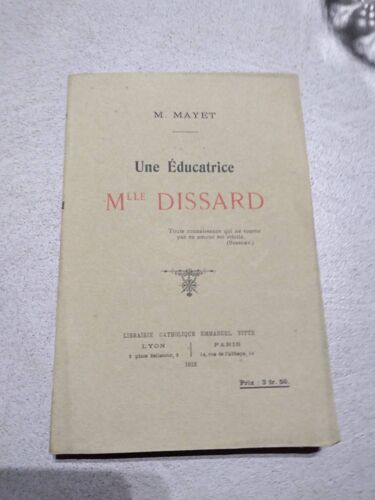 M. MAYET
Une Éducatrice
MLLE DISSARD
Toute connaissance qui ne tourne
pas en amour est stérile.
(BOSSUET.)
LIBRAIRIE CATHOLIQUE EMMANUEL VITTE
LYON
3 place Bellecour, 3
PARIS
14, rue de l'Abbaye, 14
Prix : 3 fr. 50.